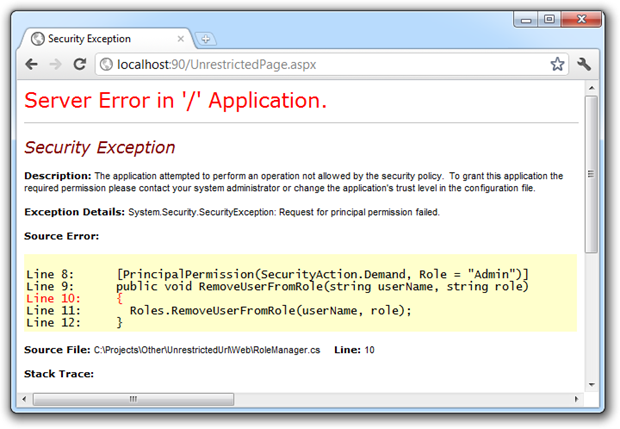 Security Exception
localhost:90/UnrestrictedPage.aspx
Server Error in '/' Application.
Security Exception
Description: The application attempted to perform an operation not allowed by the security policy.  To grant this application the
required permission please contact your system administrator or change the application's trust level in the configuration file.
Exception Details: System.Security.SecurityException: Request for principal permission failed.
Source Error:
Line 8:      [PrincipalPermission(SecurityAction.Demand, Role = "Admin")]
Line 9:      public void RemoveUserFromRole(string userName, string role)
Line 10:     {
Line 11:       Roles.RemoveUserFromRole(userName, role);
Line 12:     }
Source File: C:\Projects\Other\UnrestrictedUrl\Web\RoleManager.cs    Line: 10
Stack Trace: